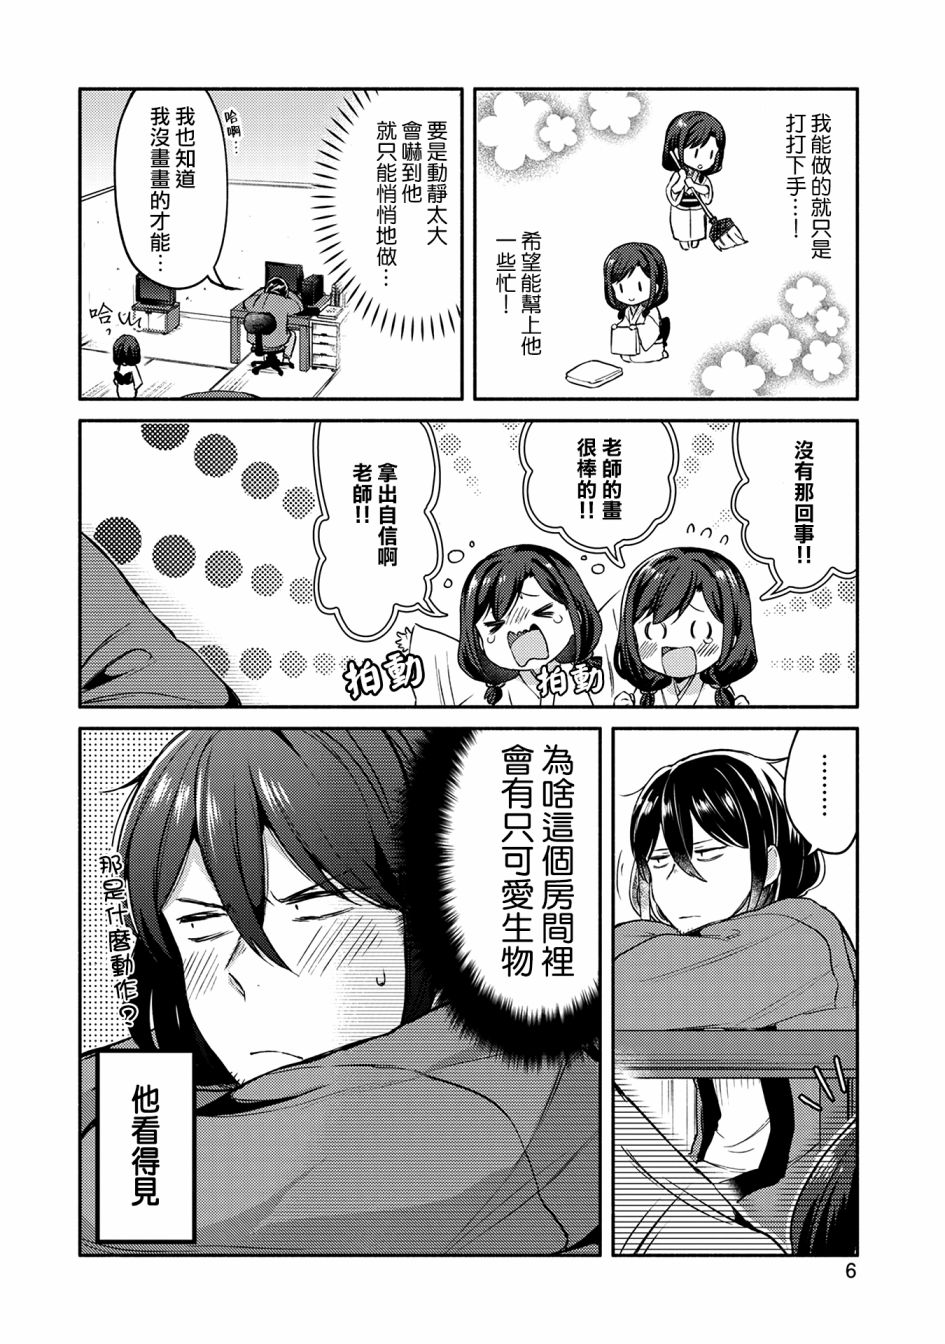 我能做的就只是
打打下手…！
希望能幫上他
一些忙！
要是動靜太大
會嚇到他
就只能悄悄地做…
哈啊…
我也知道
我沒畫畫的才能…
哈
沒有那回事!!
老師的畫
很棒的!!
拿出自信啊
老師!!
拍動
拍動
………
為啥這個房間裡
會有只可愛生物
那是什麼動作?
他看得見
6